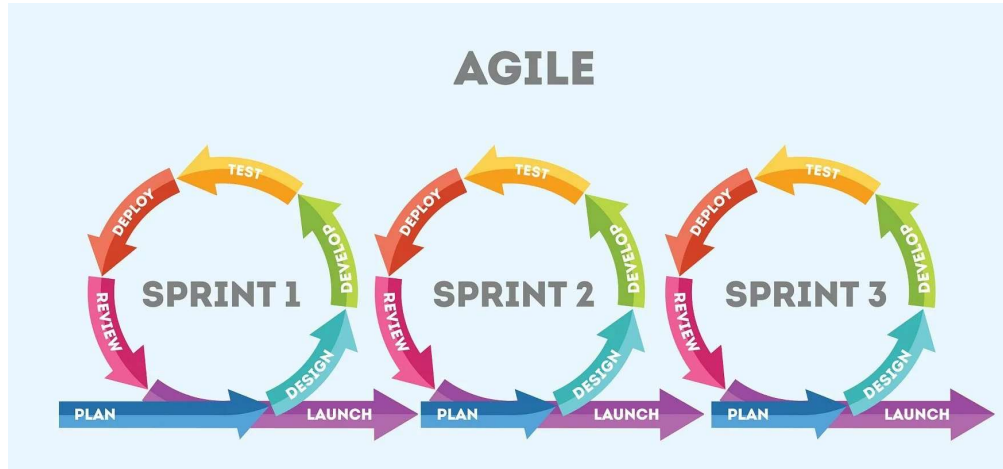 AGILE
SPRINT 1
PLAN
DESIGN
DEVELOP
TEST
DEPLOY
REVIEW
LAUNCH
SPRINT 2
PLAN
DESIGN
DEVELOP
TEST
DEPLOY
REVIEW
LAUNCH
SPRINT 3
PLAN
DESIGN
DEVELOP
TEST
DEPLOY
REVIEW
LAUNCH